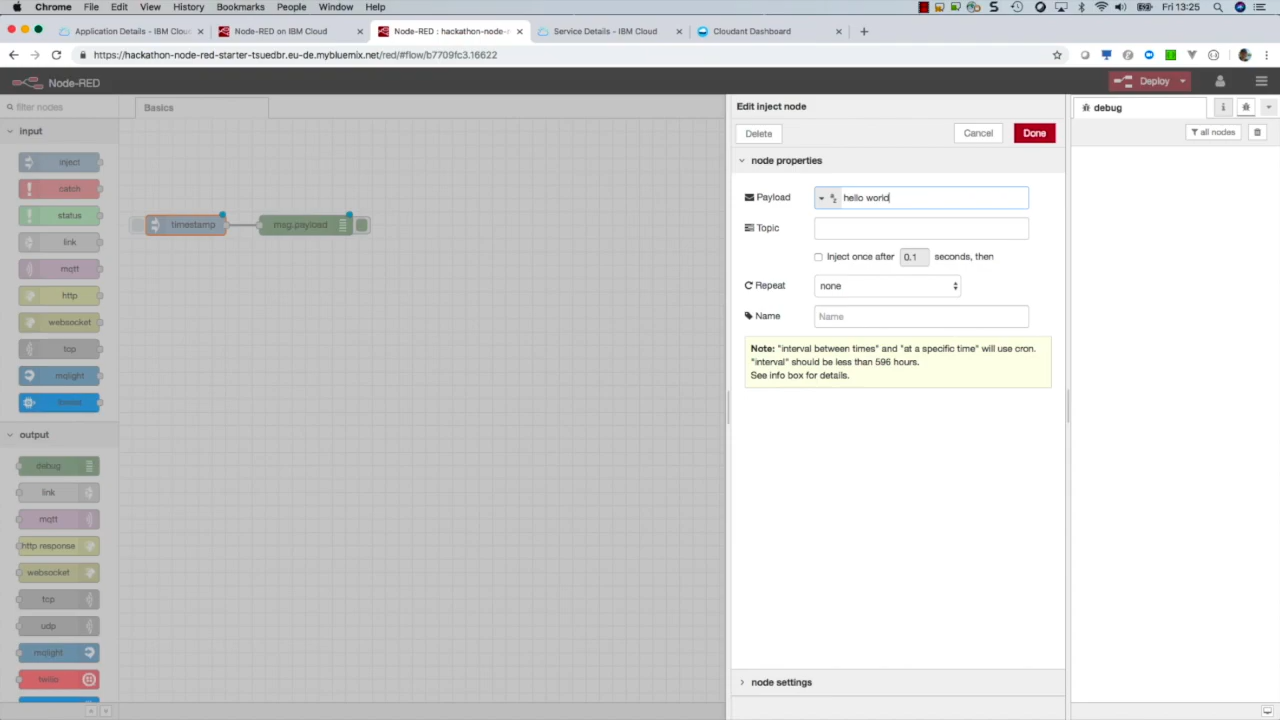 Chrome File Edit View History Bookmarks People Window Help Fri 13:25
Application Details - IBM Clou Node-RED on IBM Cloud Node-RED : hackathon-node- Service Details - IBM Cloud Cloudant Dashboard
https://hackathon-node-red-starter-tsuedbr.eu-de.mybluemix.net/red/#flow/b7709fc3.16622
Node-RED Deploy
filter nodes
Basics
Edit inject node
debug
i
input
Delete
Cancel
Done
all nodes
inject
node properties
catch
Payload
hello world
status
timestamp
msg.payload
Topic
link
Inject once after 0.1 seconds, then
mqtt
Repeat
none
http
Name
Name
websocket
tcp
Note: "interval between times" and "at a specific time" will use cron.
"interval" should be less than 596 hours.
See info box for details.
output
debug
link
mqtt
http response
websocket
tcp
udp
twilio
node settings